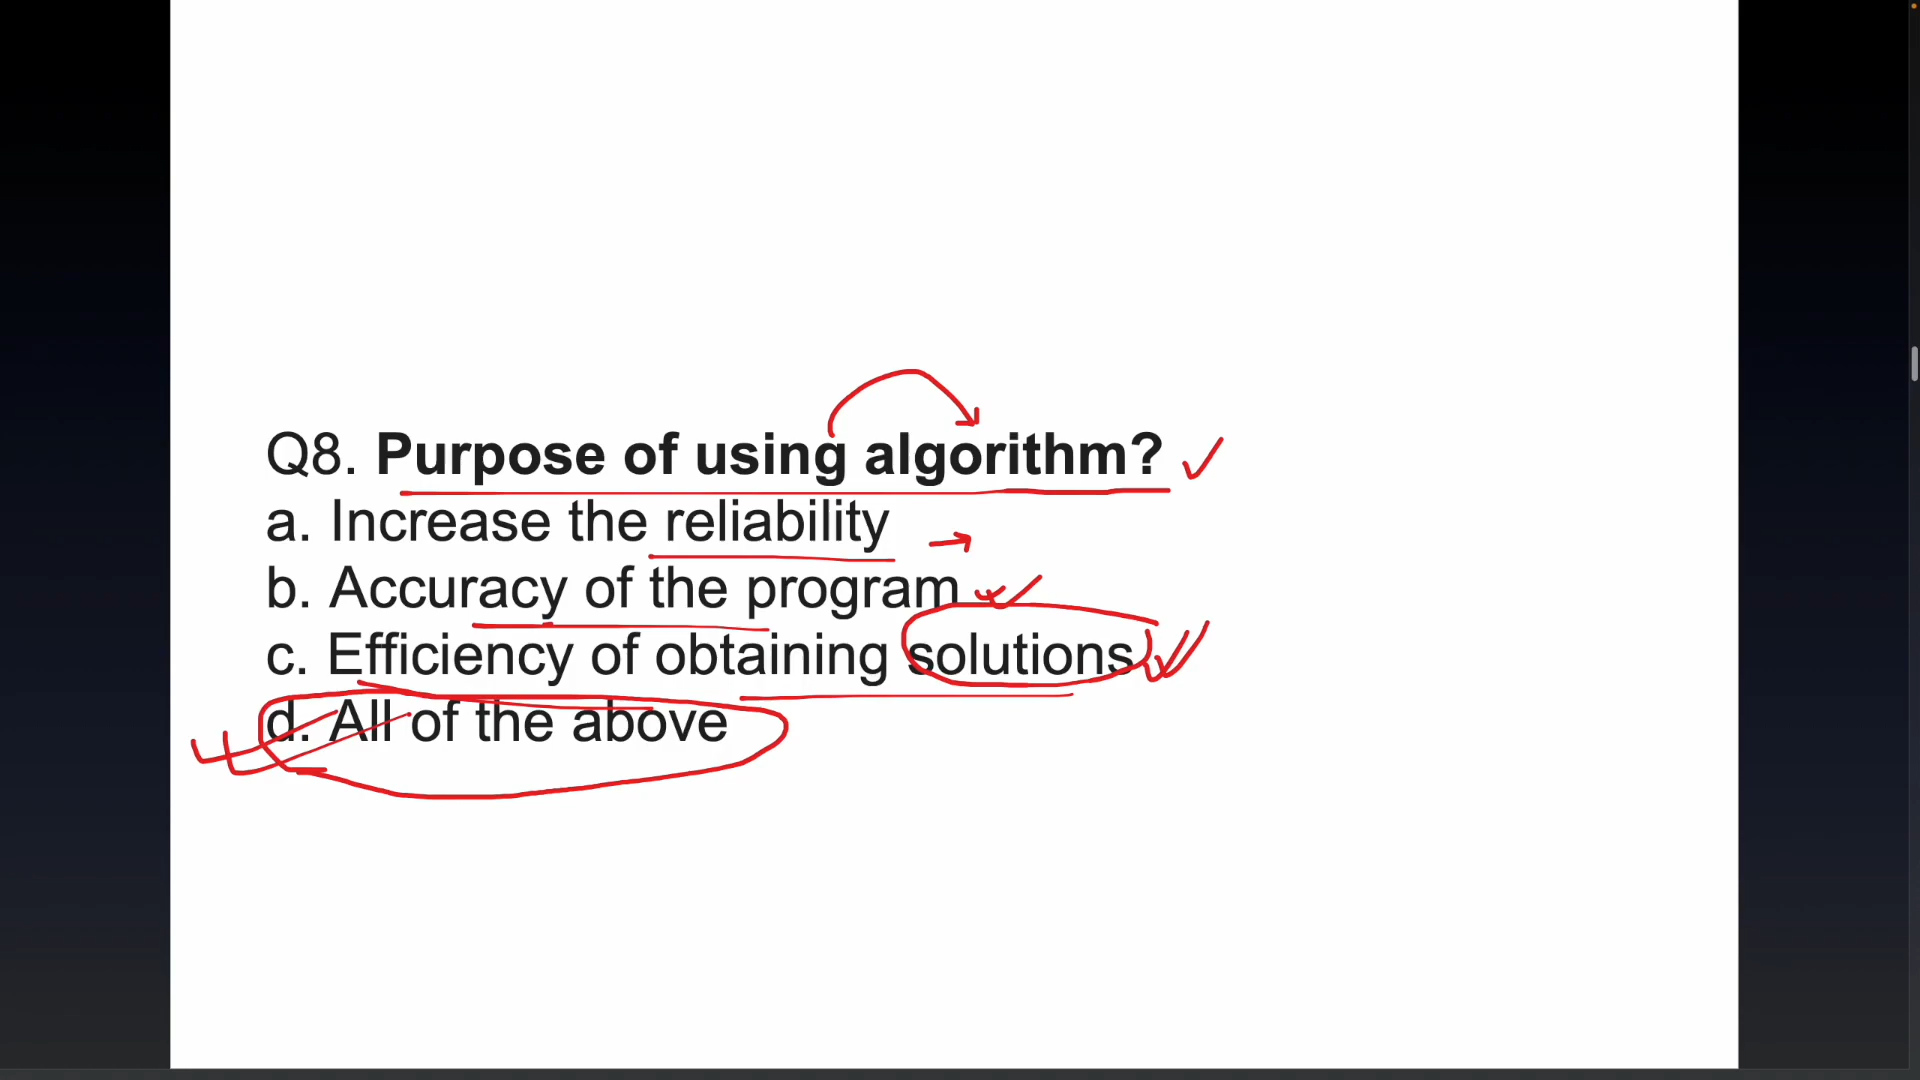 Q8. Purpose of using algorithm?
a. Increase the reliability
b. Accuracy of the program
c. Efficiency of obtaining solutions
d. All of the above